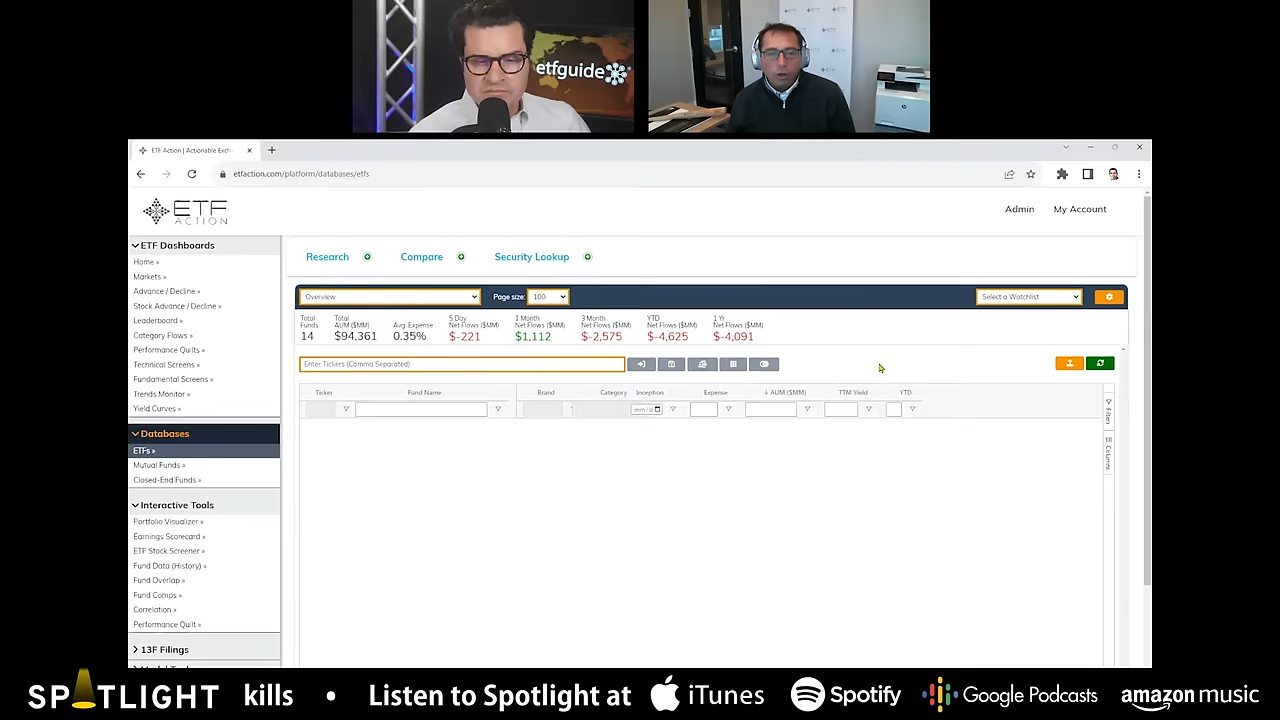 etfguide
ETF Action | Actionable Exch
etfaction.com/platform/databases/etfs
ETF
ACTION
Admin
My Account
ETF Dashboards
Home »
Markets »
Advance / Decline »
Stock Advance / Decline »
Leaderboard »
Category Flows »
Performance Quilts »
Technical Screens »
Fundamental Screens »
Trends Monitor »
Yield Curves »
Databases
ETFs »
Mutual Funds »
Closed-End Funds »
Interactive Tools
Portfolio Visualizer »
Earnings Scorecard »
ETF Stock Screener »
Fund Data (History) »
Fund Overlap »
Fund Comps »
Correlation »
Performance Quilt »
13F Filings
Research
Compare
Security Lookup
Overview
Page size: 100
Select a Watchlist
Total Funds 14
Total AUM ($MM) $94,361
Avg. Expense 0.35%
5 Day Net Flows ($MM) $-221
1 Month Net Flows ($MM) $1,112
3 Month Net Flows ($MM) $-2,575
YTD Net Flows ($MM) $-4,625
1 Yr Net Flows ($MM) $-4,091
Enter Tickers (Comma Separated)
Ticker Fund Name Brand Category Inception Expense ↓ AUM ($MM) TTM Yield YTD
mm/d
Filters
Columns
SPOTLIGHT kills • Listen to Spotlight at iTunes Spotify Google Podcasts amazon music